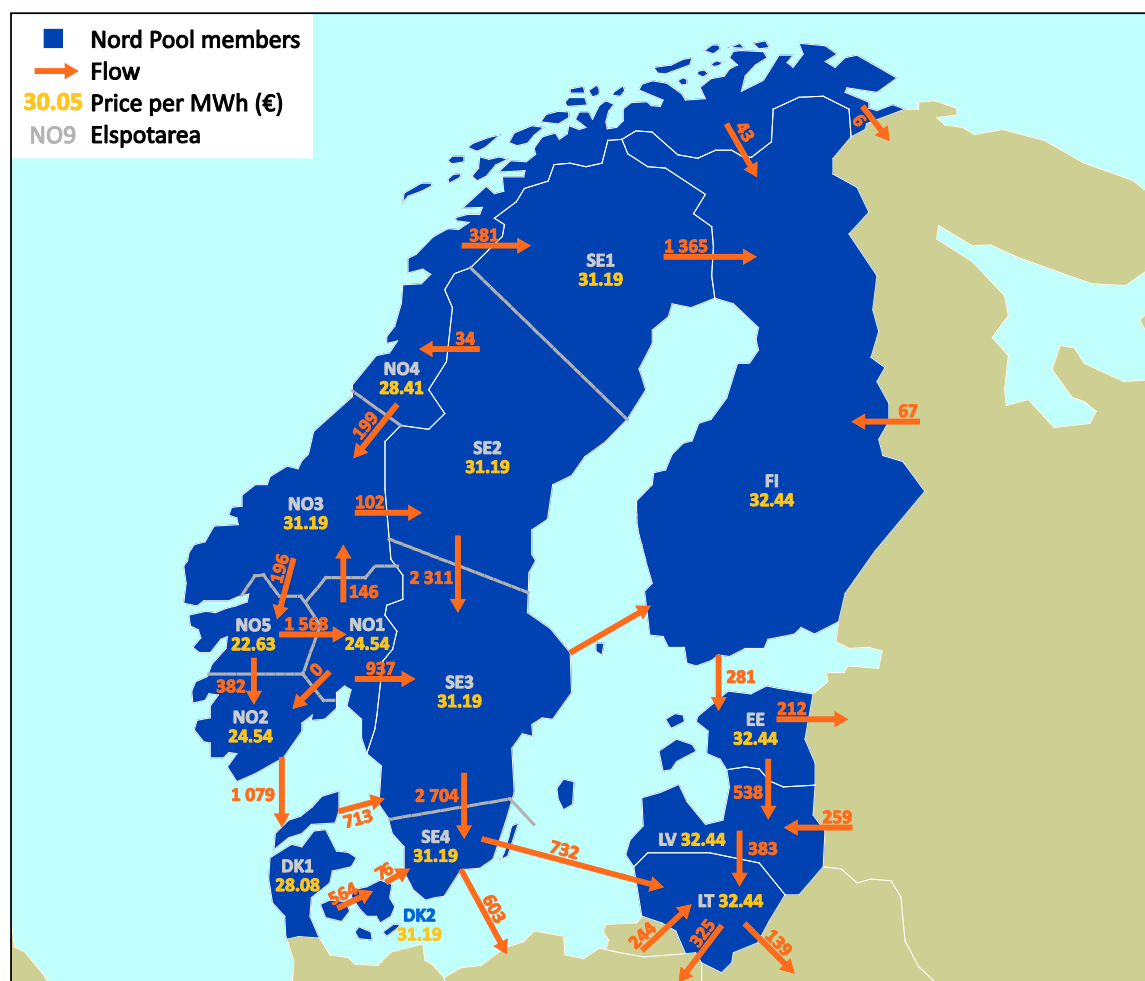 Nord Pool members
Flow
30.05 Price per MWh (€)
NO9 Elspotarea
43
6
381
1 365
SE1
31.19
34
NO4
28.41
199
67
SE2
31.19
FI
32.44
NO3
31.19
102
196
146
2 311
NO5
22.63
1 568
NO1
24.54
0
937
382
SE3
31.19
281
NO2
24.54
EE
32.44
212
1 079
713
2 704
538
259
SE4
31.19
732
LV 32.44
383
DK1
28.08
76
564
603
LT 32.44
DK2
31.19
244
325
139